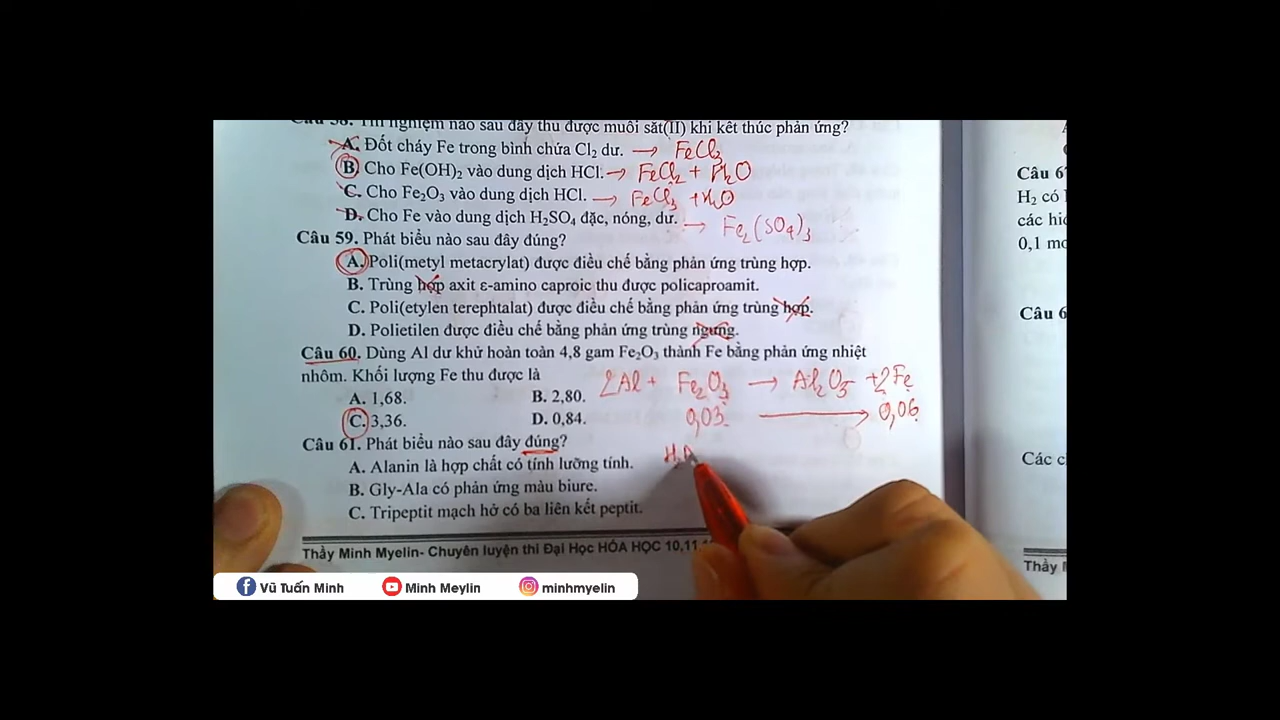 Câu 58. Thí nghiệm nào sau đây thu được muối sắt(II) khi kết thúc phản ứng?
A. Đốt cháy Fe trong bình chứa Cl2 dư. → FeCl3
B. Cho Fe(OH)2 vào dung dịch HCl. → FeCl2 + H2O
C. Cho Fe2O3 vào dung dịch HCl. → FeCl3 + H2O
D. Cho Fe vào dung dịch H2SO4 đặc, nóng, dư. → Fe2(SO4)3
Câu 59. Phát biểu nào sau đây đúng?
A. Poli(metyl metacrylat) được điều chế bằng phản ứng trùng hợp.
B. Trùng hợp axit ε-amino caproic thu được policaproamit.
C. Poli(etylen terephtalat) được điều chế bằng phản ứng trùng hợp.
D. Polietilen được điều chế bằng phản ứng trùng ngưng.
Câu 60. Dùng Al dư khử hoàn toàn 4,8 gam Fe2O3 thành Fe bằng phản ứng nhiệt
nhôm. Khối lượng Fe thu được là
2Al + Fe2O3 → Al2O3 + 2Fe
A. 1,68. B. 2,80.
0,03 → 0,06
C. 3,36. D. 0,84.
Câu 61. Phát biểu nào sau đây đúng?
A. Alanin là hợp chất có tính lưỡng tính.
B. Gly-Ala có phản ứng màu biure.
C. Tripeptit mạch hở có ba liên kết peptit.
Thầy Minh Myelin- Chuyên luyện thi Đại Học HÓA HỌC 10,11
Câu 6
H2 có
các
0,1
Câu 6
Các
Thầy
Vũ Tuấn Minh Minh Meylin minhmyelin